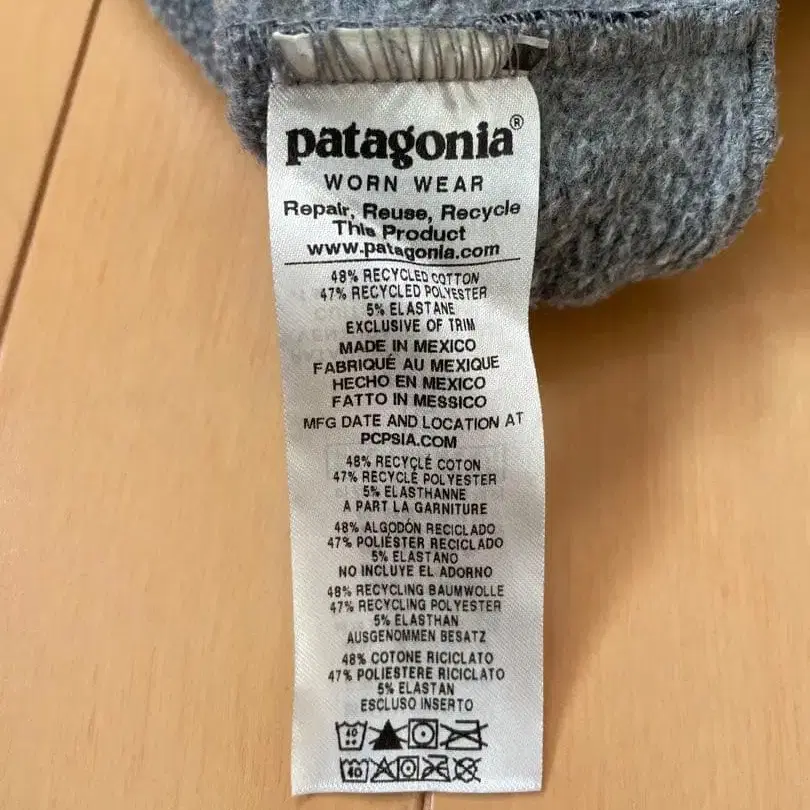 patagonia®
WORN WEAR
Repair, Reuse, Recycle
This Product
www.patagonia.com
48% RECYCLED COTTON
47% RECYCLED POLYESTER
5% ELASTANE
EXCLUSIVE OF TRIM
MADE IN MEXICO
FABRIQUÉ AU MEXIQUE
HECHO EN MEXICO
FATTO IN MESSICO
MFG DATE AND LOCATION AT
PCPSIA.COM
48% RECYCLÉ COTON
47% RECYCLÉ POLYESTER
5% ELASTHANNE
A PART LA GARNITURE
48% ALGODÓN RECICLADO
47% POLIÉSTER RECICLADO
5% ELASTANO
NO INCLUYE EL ADORNO
48% RECYCLING BAUMWOLLE
47% RECYCLING POLYESTER
5% ELASTHAN
AUSGENOMMEN BESATZ
48% COTONE RICICLATO
47% POLIESTERE RICICLATO
5% ELASTAN
ESCLUSO INSERTO
40
40